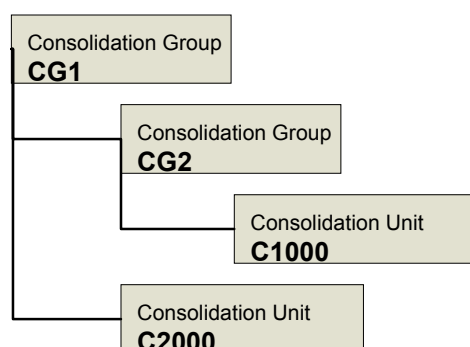 Consolidation Group
CG1
Consolidation Group
CG2
Consolidation Unit
C1000
Consolidation Unit
C2000